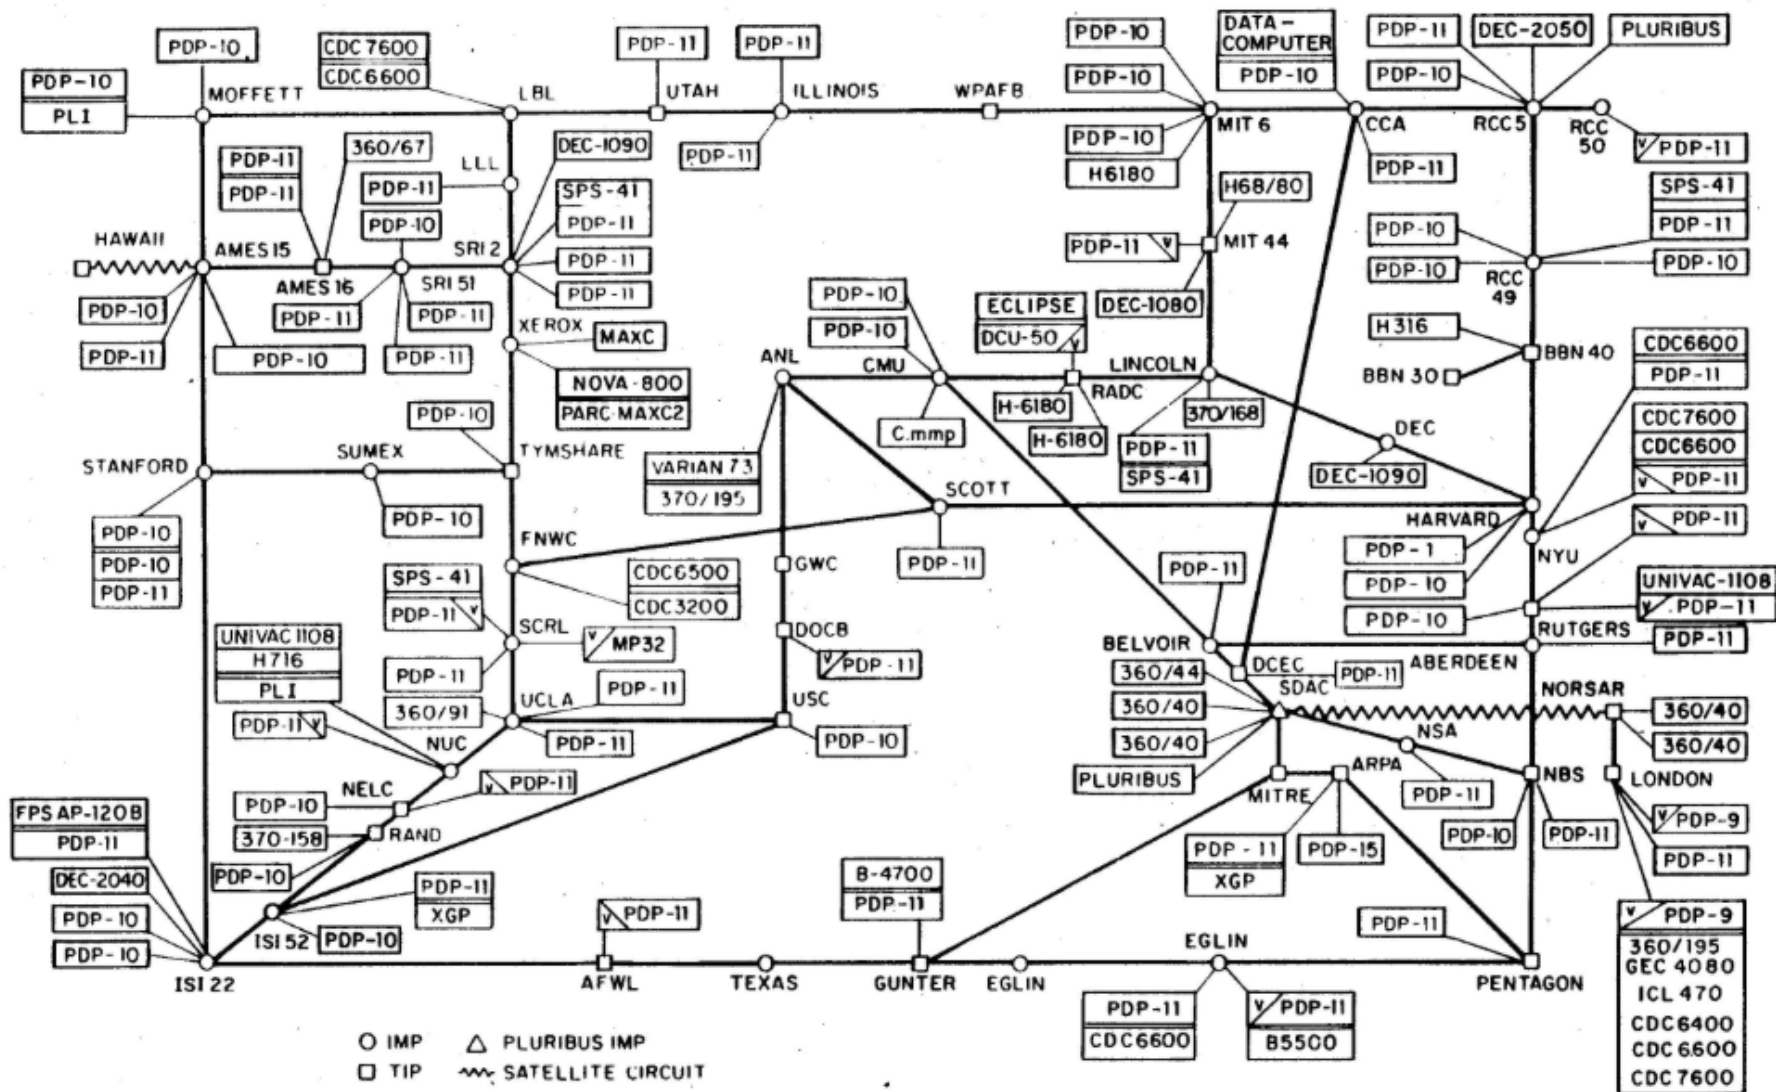 PDP-10
CDC 7600
CDC 6600
PDP-11
PDP-11
PDP-10
DATA-
COMPUTER
PDP-10
PDP-11
DEC-2050
PLURIBUS
PDP-10
PLI
MOFFETT
LBL
UTAH
ILLINOIS
WPAFB
PDP-10
PDP-10
MIT 6
CCA
RCC 5
RCC
50
PDP-10
PDP-11
PDP-10
H6180
PDP-11
V PDP-11
PDP-11
PDP-11
360/67
LLL
PDP-11
DEC-1090
SPS-41
PDP-11
H68/80
SPS-41
PDP-11
HAWAII
AMES 15
PDP-10
SRI 2
PDP-11
PDP-11 V
MIT 44
PDP-10
PDP-10
RCC
49
PDP-10
AMES 16
SRI 51
PDP-11
PDP-10
PDP-11
PDP-11
PDP-10
ECLIPSE
DCU-50 V
DEC-1080
PDP-11
PDP-10
PDP-11
XEROX
MAXC
PDP-10
H316
BBN 40
BBN 30
CDC6600
PDP-11
NOVA-800
PARC-MAXC2
ANL
CMU
RADC
LINCOLN
H-6180
H-6180
370/168
PDP-10
C.mmp
DEC
CDC7600
CDC6600
V PDP-11
STANFORD
SUMEX
TYMSHARE
VARIAN 73
370/195
PDP-11
SPS-41
DEC-1090
PDP-10
SCOTT
HARVARD
V PDP-11
PDP-10
PDP-10
PDP-11
FNWC
GWC
PDP-11
PDP-11
PDP-1
NYU
SPS-41
PDP-11 V
CDC6500
CDC3200
PDP-10
UNIVAC-1108
V PDP-11
SCRL
V MP32
DOCB
V PDP-11
PDP-10
RUTGERS
UNIVAC 1108
H716
PLI
PDP-11
BELVOIR
ABERDEEN
PDP-11
UCLA
PDP-11
USC
360/44
DCEC
PDP-11
SDAC
NORSAR
PDP-11 V
360/91
PDP-11
PDP-10
360/40
360/40
360/40
NUC
360/40
NSA
NELC
V PDP-11
PLURIBUS
MITRE
ARPA
PDP-11
NBS
LONDON
PDP-10
FPS AP-120B
PDP-11
370-158
RAND
PDP-11
XGP
PDP-15
PDP-10
PDP-11
V PDP-9
PDP-11
DEC-2040
PDP-10
PDP-11
XGP
B-4700
PDP-11
V PDP-9
360/195
GEC 4080
ICL 470
CDC6400
CDC6600
CDC 7600
PDP-10
PDP-10
ISI 52
PDP-10
V PDP-11
PDP-11
EGLIN
ISI 22
AFWL
TEXAS
GUNTER
EGLIN
PENTAGON
PDP-11
CDC6600
V PDP-11
B5500
IMP
PLURIBUS IMP
TIP
SATELLITE CIRCUIT